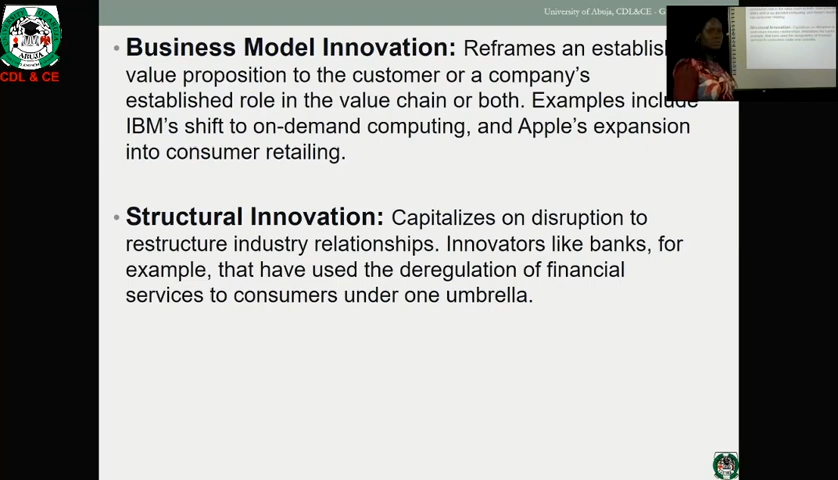 University of Abuja, CDL&CE - G
Business Model Innovation: Reframes an establis
value proposition to the customer or a company's
established role in the value chain or both. Examples include
IBM's shift to on-demand computing, and Apple's expansion
into consumer retailing.
Structural Innovation: Capitalizes on disruption to
restructure industry relationships. Innovators like banks, for
example, that have used the deregulation of financial
services to consumers under one umbrella.
ABUJA
CDL & CE